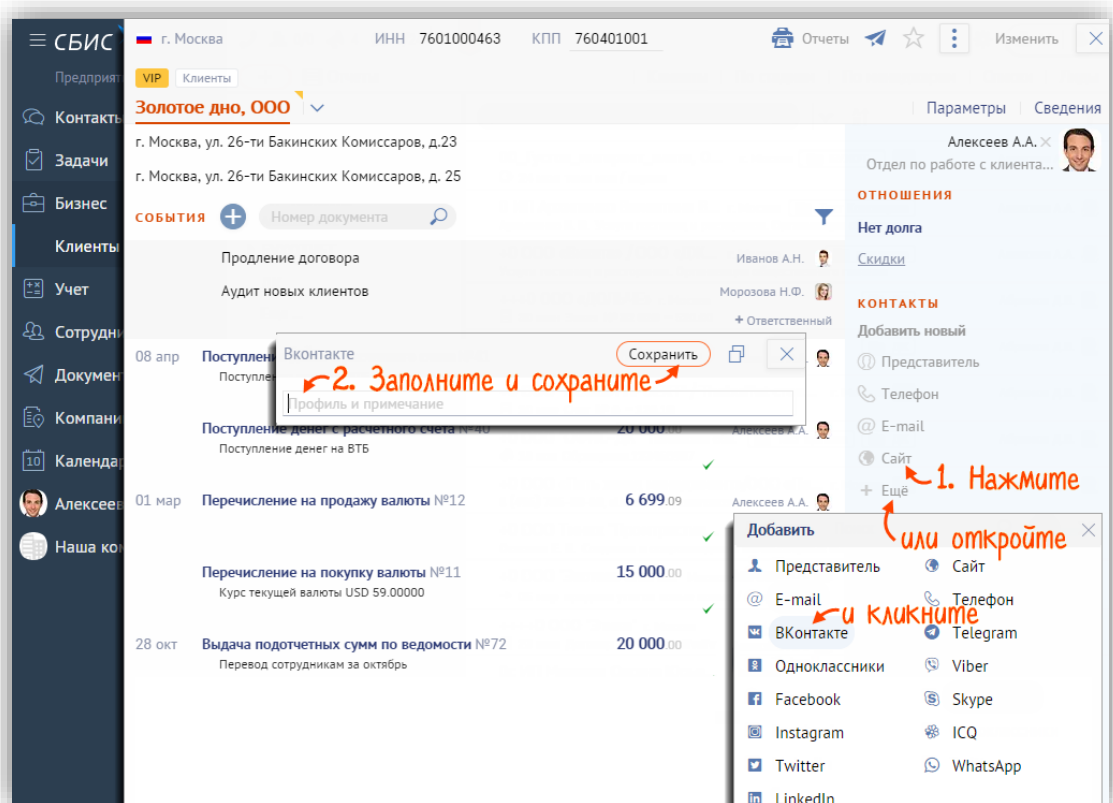 СБИС
г. Москва ИНН 7601000463 КПП 760401001 Отчеты Изменить
Предприят
VIP Клиенты
Контакты
Золотое дно, ООО Параметры Сведения
г. Москва, ул. 26-ти Бакинских Комиссаров, д.23
Алексеев А.А.
Задачи
Отдел по работе с клиента...
г. Москва, ул. 26-ти Бакинских Комиссаров, д. 25
ОТНОШЕНИЯ
Бизнес
СОБЫТИЯ Номер документа
Нет долга
Клиенты
Продление договора Иванов А.Н.
Скидки
Учет
Аудит новых клиентов Морозова Н.Ф.
КОНТАКТЫ
+ Ответственный
Добавить новый
Сотрудни
08 апр Поступлени
Вконтакте Сохранить
Представитель
Документ
Поступле
2. Заполните и сохраните
Телефон
Профиль и примечание
Компани
Поступление денег с расчетного счета №40 20 000.00 Алексеев А.А.
E-mail
Поступление денег на ВТБ
Сайт
10 Календар
1. Нажмите
+ Ещё
Алексеев
01 мар Перечисление на продажу валюты №12 6 699.09 Алексеев А.А.
или откройте
Наша ком
Добавить
Перечисление на покупку валюты №11 15 000.00
Курс текущей валюты USD 59.00000
Представитель Сайт
E-mail Телефон
и кликните
ВКонтакте Telegram
28 окт Выдача подотчетных сумм по ведомости №72 20 000.00
Перевод сотрудникам за октябрь
Одноклассники Viber
Facebook Skype
Instagram ICQ
Twitter WhatsApp
LinkedIn